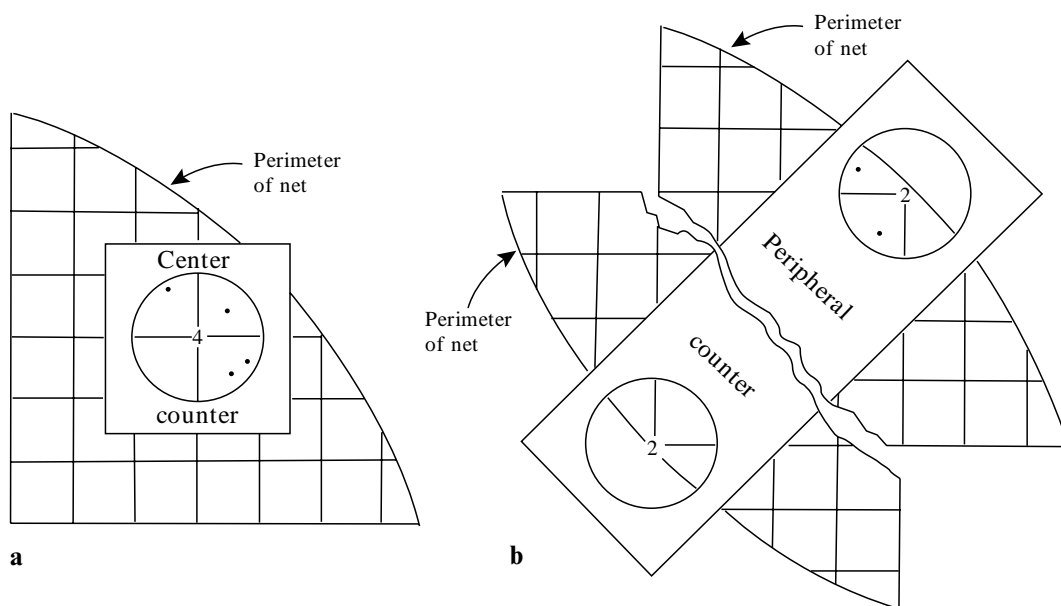 Perimeter
of net
Center
4
counter
a
Perimeter
of net
2
Peripheral
Perimeter
of net
counter
2
b